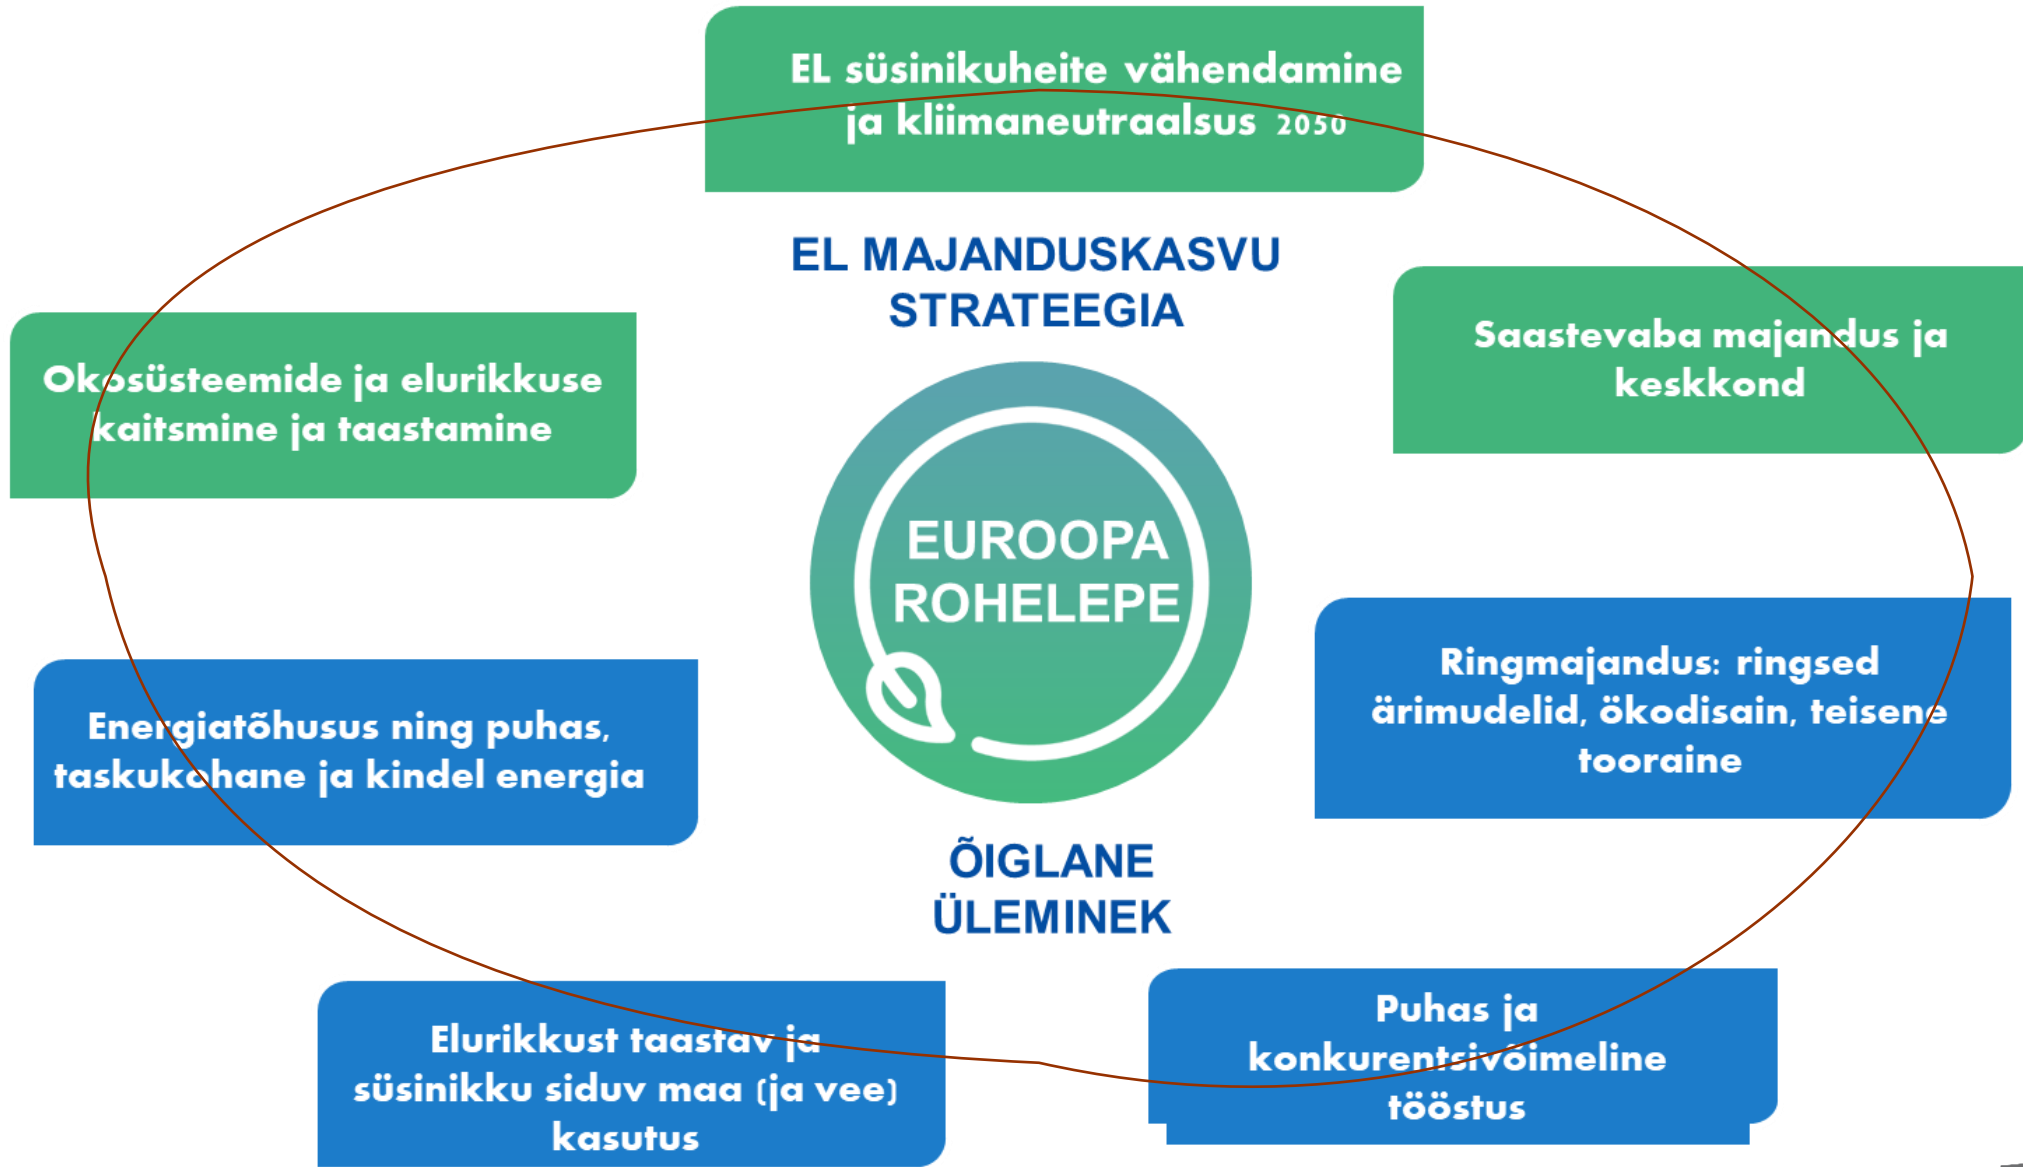 EL süsinikuheite vähendamine
ja kliimaneutraalsus 2050
EL MAJANDUSKASVU
STRATEEGIA
Okosüsteemide ja elurikkuse
kaitsmine ja taastamine
Saastevaba majandus ja
keskkond
EUROOPA
ROHELEPE
Energiatõhusus ning puhas,
taskukohane ja kindel energia
Ringmajandus: ringsed
ärimudelid, ökodisain, teisene
tooraine
ÕIGLANE
ÜLEMINEK
Elurikkust taastav ja
süsinikku siduv maa (ja vee)
kasutus
Puhas ja
konkurentsivõimeline
tööstus